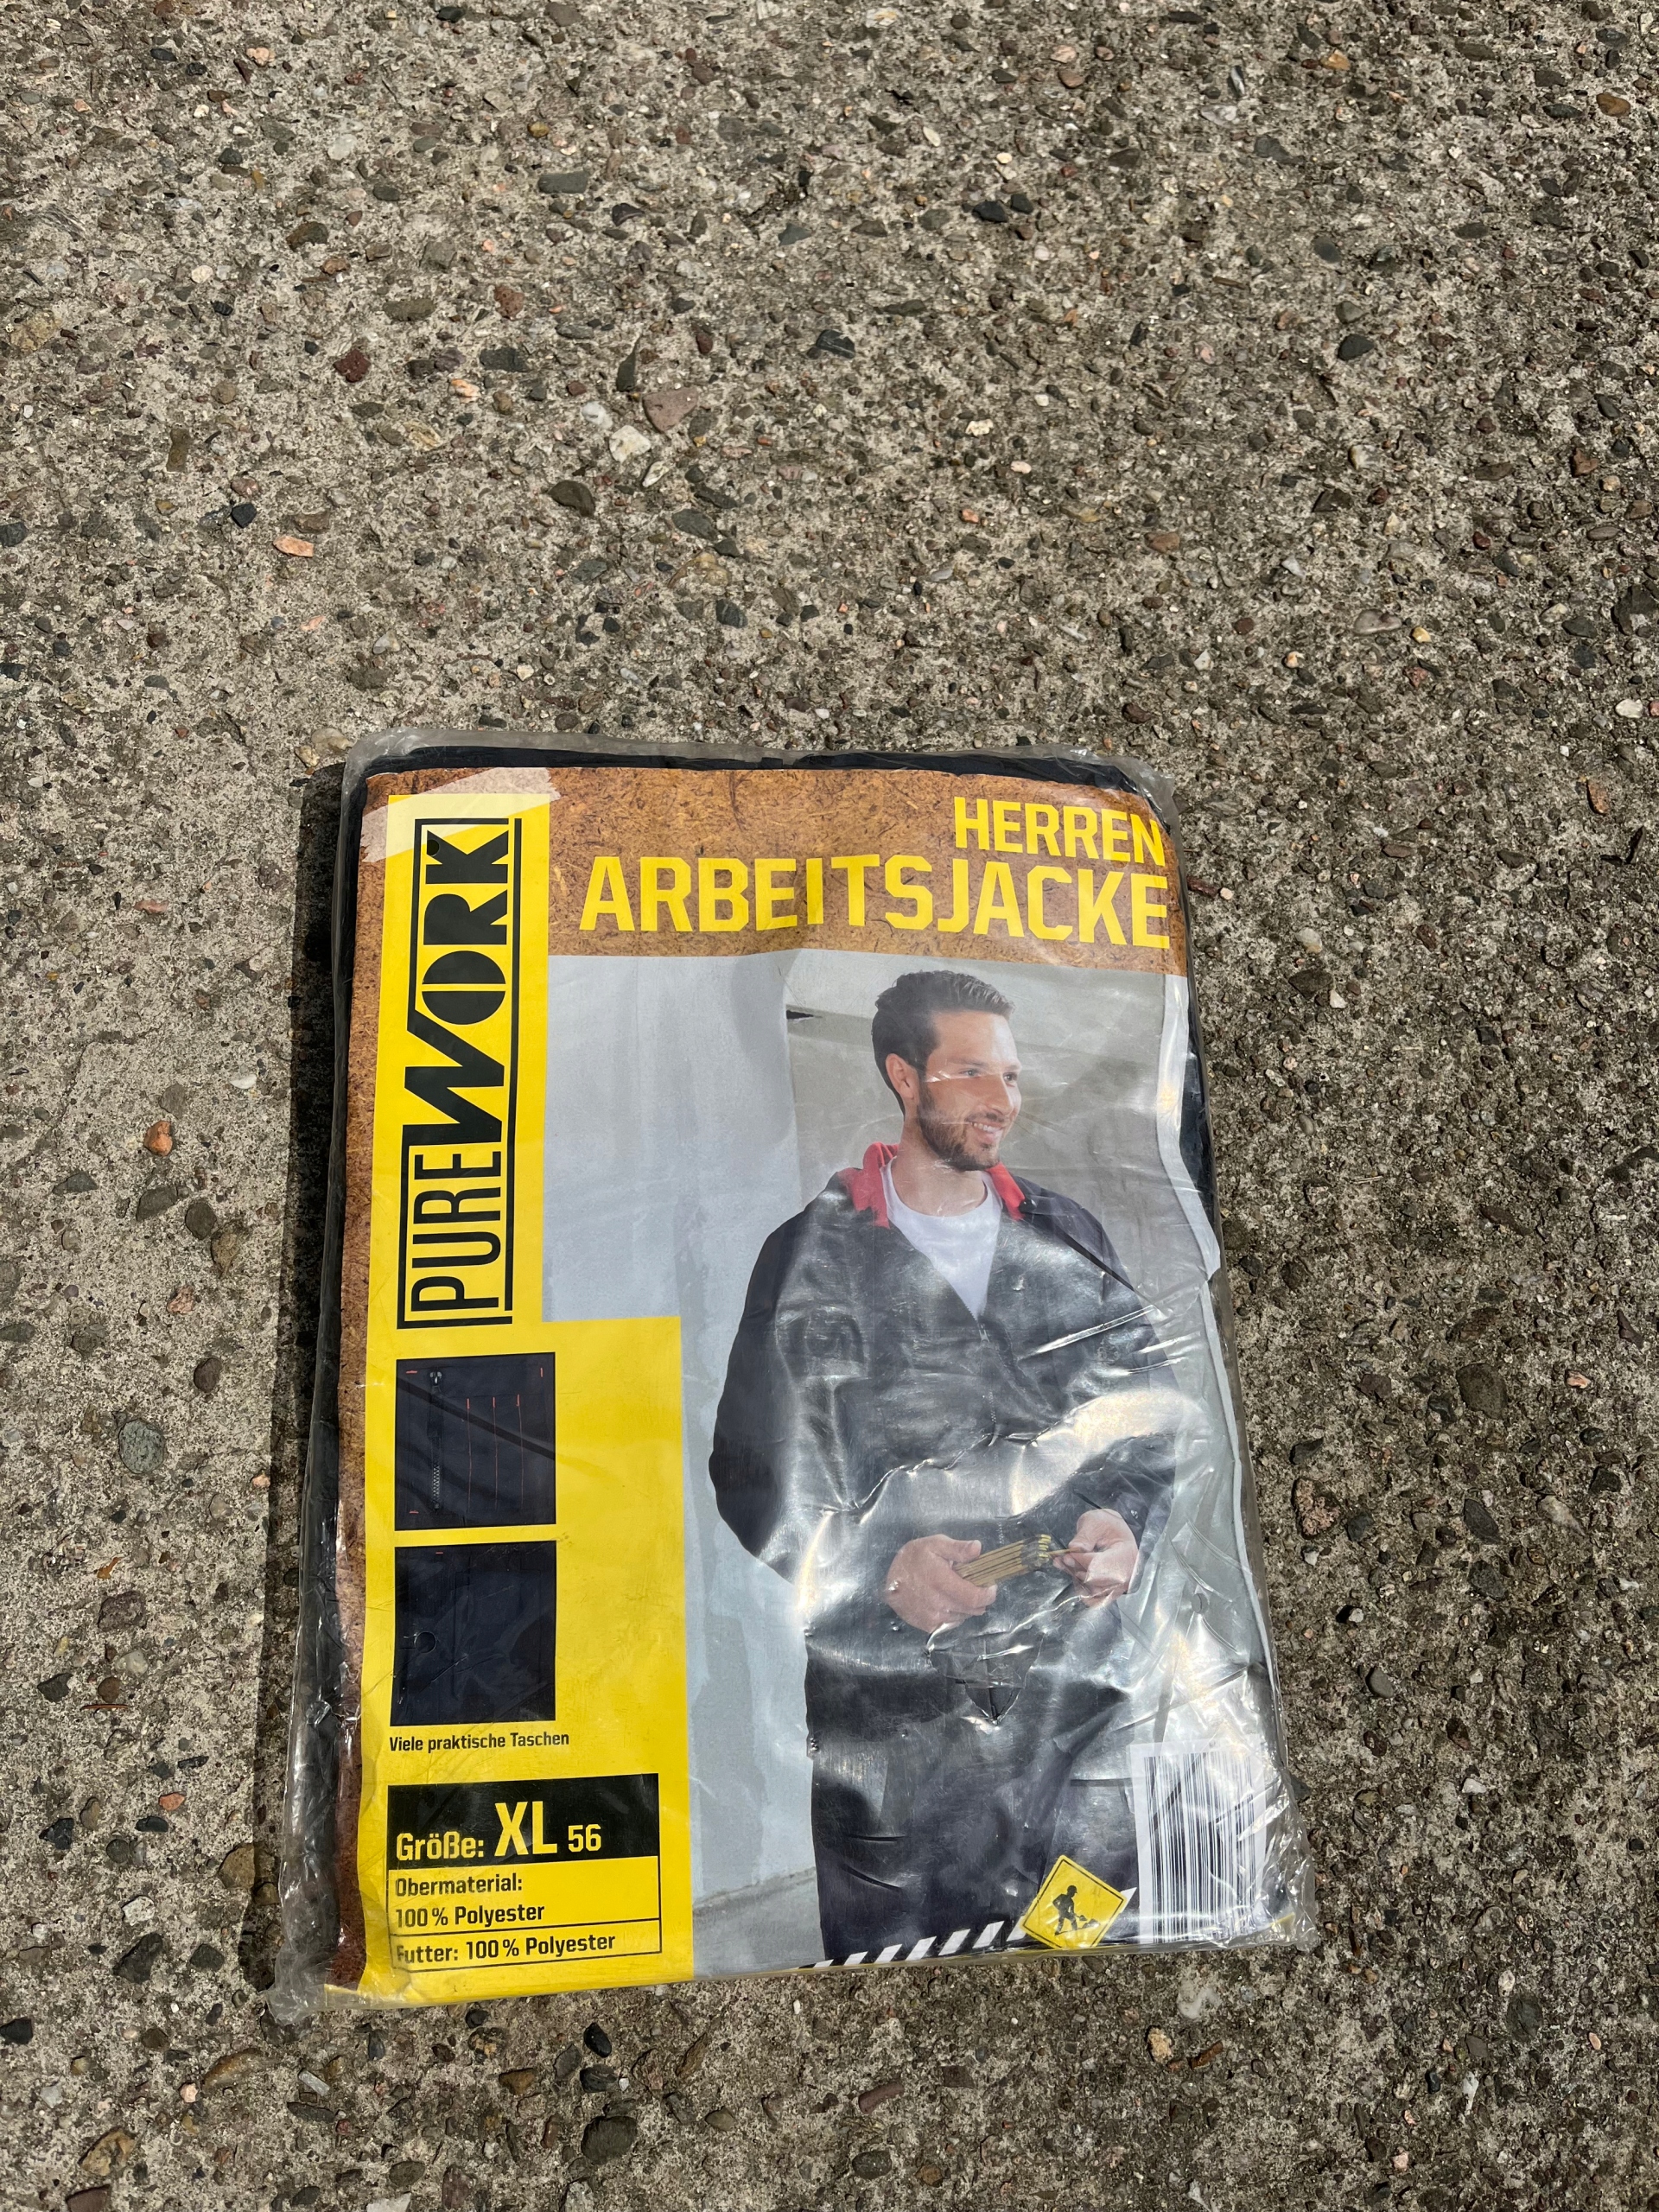 HERREN
ARBEITSJACKE
PUREWORK
Viele praktische Taschen
Größe: XL 56
Obermaterial:
100% Polyester
Futter: 100% Polyester